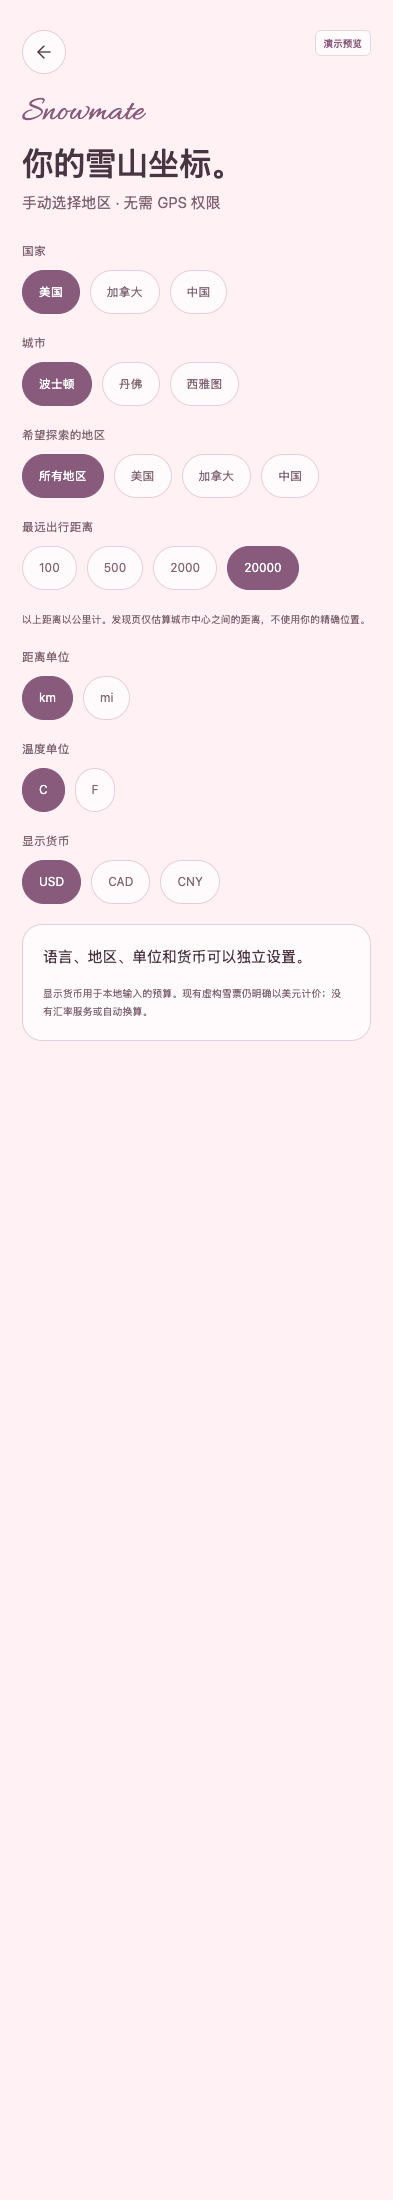 演示预览
Snowmate
你的雪山坐标。
手动选择地区 · 无需 GPS 权限
国家
美国 加拿大 中国
城市
波士顿 丹佛 西雅图
希望探索的地区
所有地区 美国 加拿大 中国
最远出行距离
100 500 2000 20000
以上距离以公里计。发现页仅估算城市中心之间的距离，不使用你的精确位置。
距离单位
km mi
温度单位
C F
显示货币
USD CAD CNY
语言、地区、单位和货币可以独立设置。
显示货币用于本地输入的预算。现有虚构雪票仍明确以美元计价；没
有汇率服务或自动换算。